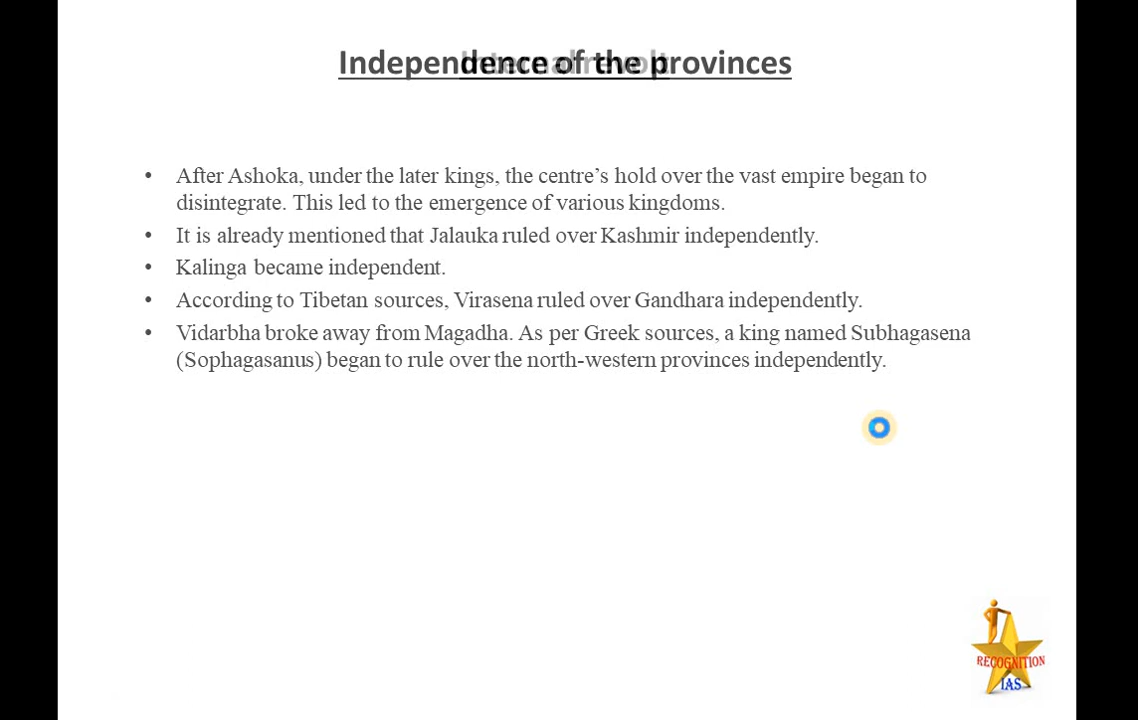 Independence of the provinces
• After Ashoka, under the later kings, the centre’s hold over the vast empire began to
disintegrate. This led to the emergence of various kingdoms.
• It is already mentioned that Jalauka ruled over Kashmir independently.
• Kalinga became independent.
• According to Tibetan sources, Virasena ruled over Gandhara independently.
• Vidarbha broke away from Magadha. As per Greek sources, a king named Subhagasena
(Sophagasanus) began to rule over the north-western provinces independently.
RECOGNITION
IAS